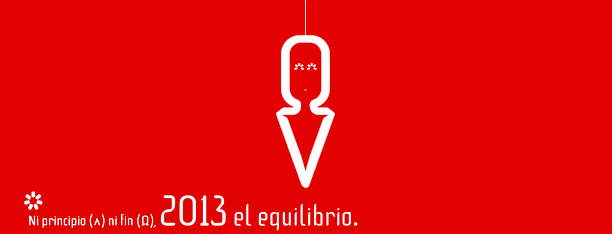 Ni principio (Λ) ni fin (Ω), 2013 el equilibrio.